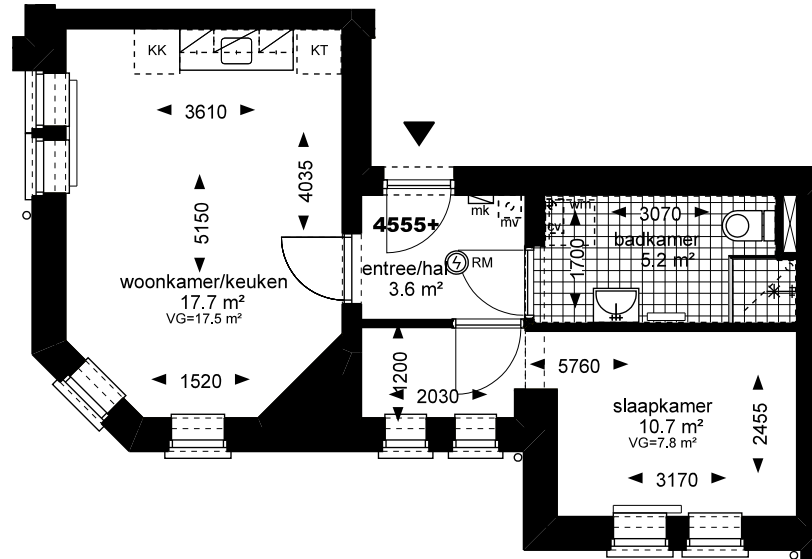 KK
KT
3610
4035
5150
woonkamer/keuken
17.7 m²
VG=17.5 m²
1520
4555+
mk
mv
entree/hal
3.6 m²
RM
wm
cv
3070
badkamer
5.2 m²
1700
1200
2030
5760
slaapkamer
10.7 m²
VG=7.8 m²
2455
3170